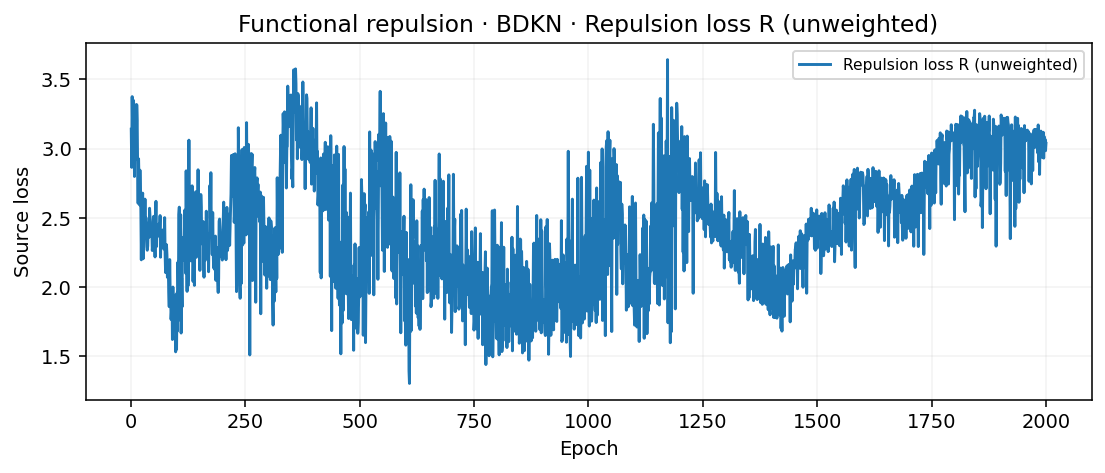 Functional repulsion · BDKN · Repulsion loss R (unweighted)
Repulsion loss R (unweighted)
Source loss
3.5
3.0
2.5
2.0
1.5
0 250 500 750 1000 1250 1500 1750 2000
Epoch